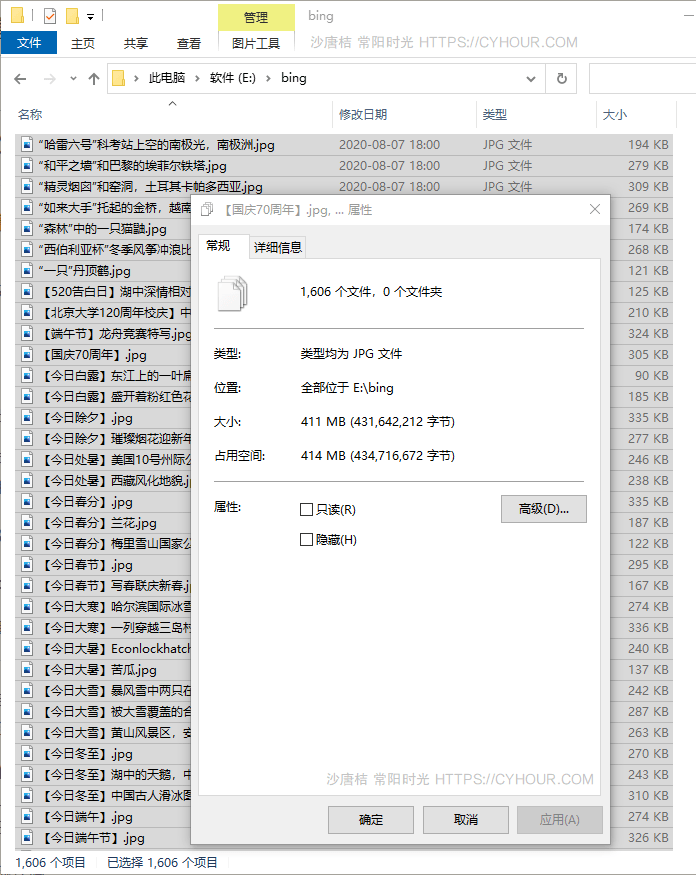 管理
bing
文件
主页
共享
查看
图片工具
沙唐桔 常阳时光 HTTPS://CYHOUR.COM
此电脑 › 软件 (E:) › bing
名称 修改日期 类型 大小
“哈雷六号”科考站上空的南极光，南极洲.jpg 2020-08-07 18:00 JPG 文件 194 KB
“和平之墙”和巴黎的埃菲尔铁塔.jpg 2020-08-07 18:00 JPG 文件 279 KB
“精灵烟囱”和窑洞，土耳其卡帕多西亚.jpg 2020-08-07 18:00 JPG 文件 309 KB
“如来大手”托起的金桥，越南 269 KB
“森林”中的一只猫鼬.jpg 174 KB
“西伯利亚杯”冬季风筝冲浪比 268 KB
“一只”丹顶鹤.jpg 121 KB
【520告白日】湖中深情相对 125 KB
【北京大学120周年校庆】中 210 KB
【端午节】龙舟竞赛特写.jpg 324 KB
【国庆70周年】.jpg 305 KB
【今日白露】东江上的一叶扁 90 KB
【今日白露】盛开着粉红色花 185 KB
【今日除夕】.jpg 335 KB
【今日除夕】璀璨烟花迎新年 277 KB
【今日处暑】美国10号州际公 246 KB
【今日处暑】西藏风化地貌.j 238 KB
【今日春分】.jpg 335 KB
【今日春分】兰花.jpg 187 KB
【今日春分】梅里雪山国家公 122 KB
【今日春节】.jpg 295 KB
【今日春节】写春联庆新春.j 167 KB
【今日大寒】哈尔滨国际冰雪 274 KB
【今日大寒】一列穿越三岛村 336 KB
【今日大暑】Econlockhatch 240 KB
【今日大暑】苦瓜.jpg 137 KB
【今日大雪】暴风雪中两只在 242 KB
【今日大雪】被大雪覆盖的合 287 KB
【今日大雪】黄山风景区，安 263 KB
【今日冬至】.jpg 270 KB
【今日冬至】湖中的天鹅，中 243 KB
【今日冬至】中国古人滑冰图 310 KB
【今日端午】.jpg 274 KB
【今日端午节】.jpg 326 KB
【国庆70周年】.jpg, ... 属性
常规 详细信息
1,606 个文件，0 个文件夹
类型: 类型均为 JPG 文件
位置: 全部位于 E:\bing
大小: 411 MB (431,642,212 字节)
占用空间: 414 MB (434,716,672 字节)
属性: 只读(R) 高级(D)...
隐藏(H)
沙唐桔 常阳时光 HTTPS://CYHOUR.COM
确定 取消 应用(A)
1,606 个项目 已选择 1,606 个项目